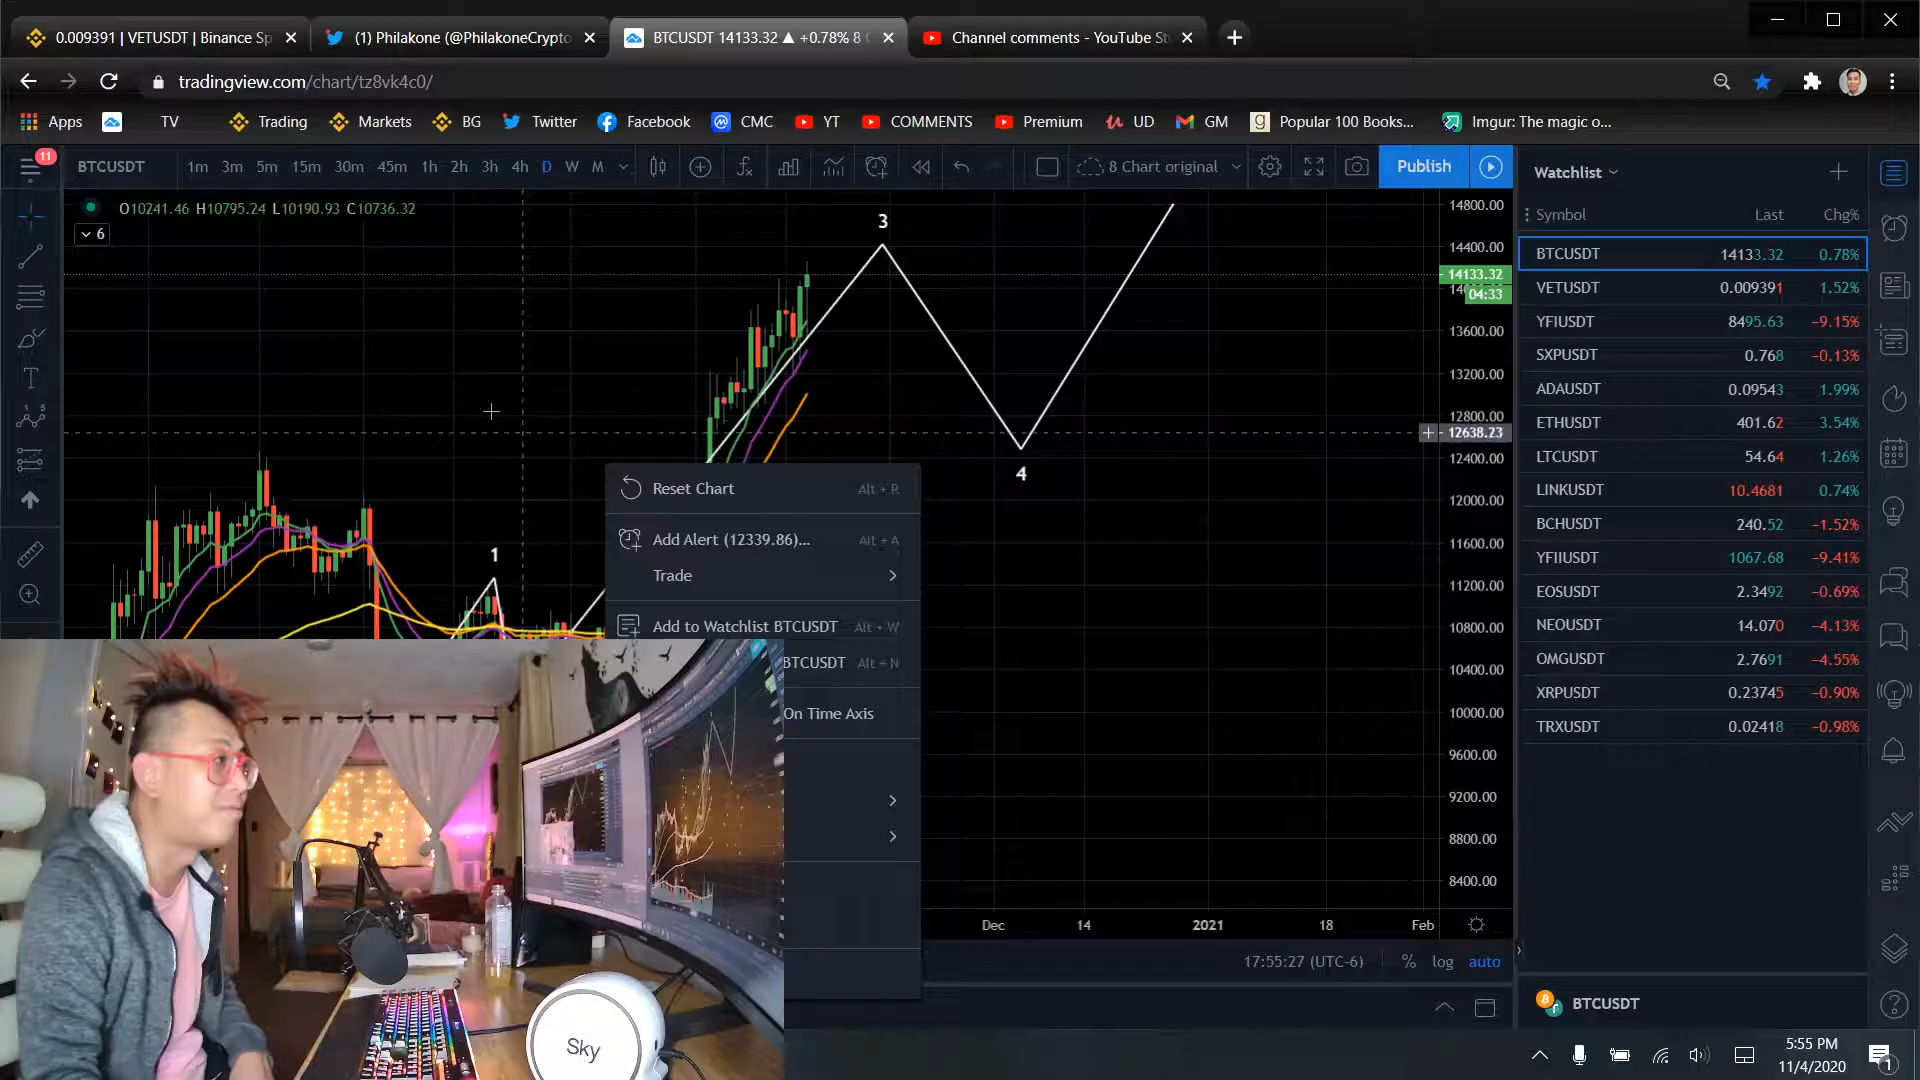 0.009391 | VETUSDT | Binance Sp
(1) Philakone (@PhilakoneCrypto
BTCUSDT 14133.32 ▲ +0.78% 8
Channel comments - YouTube St
tradingview.com/chart/tz8vk4c0/
Apps
TV
Trading
Markets
BG
Twitter
Facebook
CMC
YT
COMMENTS
Premium
UD
GM
Popular 100 Books...
Imgur: The magic o...
11
BTCUSDT
1m 3m 5m 15m 30m 45m 1h 2h 3h 4h D W M
8 Chart original
Publish
O10241.46 H10795.24 L10190.93 C10736.32
6
3
4
1
Reset Chart Alt + R
Add Alert (12339.86)... Alt + A
Trade
Add to Watchlist BTCUSDT Alt + W
BTCUSDT Alt + N
On Time Axis
14800.00
14400.00
14133.32
04:33
13600.00
13200.00
12800.00
12638.23
12400.00
12000.00
11600.00
11200.00
10800.00
10400.00
10000.00
9600.00
9200.00
8800.00
8400.00
Dec 14 2021 18 Feb
17:55:27 (UTC-6) % log auto
Watchlist
Symbol Last Chg%
BTCUSDT 14133.32 0.78%
VETUSDT 0.009391 1.52%
YFIUSDT 8495.63 −9.15%
SXPUSDT 0.768 −0.13%
ADAUSDT 0.09543 1.99%
ETHUSDT 401.62 3.54%
LTCUSDT 54.64 1.26%
LINKUSDT 10.4681 0.74%
BCHUSDT 240.52 −1.52%
YFIIUSDT 1067.68 −9.41%
EOSUSDT 2.3492 −0.69%
NEOUSDT 14.070 −4.13%
OMGUSDT 2.7691 −4.55%
XRPUSDT 0.23745 −0.90%
TRXUSDT 0.02418 −0.98%
BTCUSDT
Sky
5:55 PM
11/4/2020
1